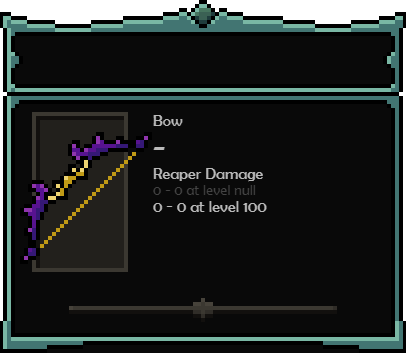 Bow
–
Reaper Damage
0 - 0 at level null
0 - 0 at level 100